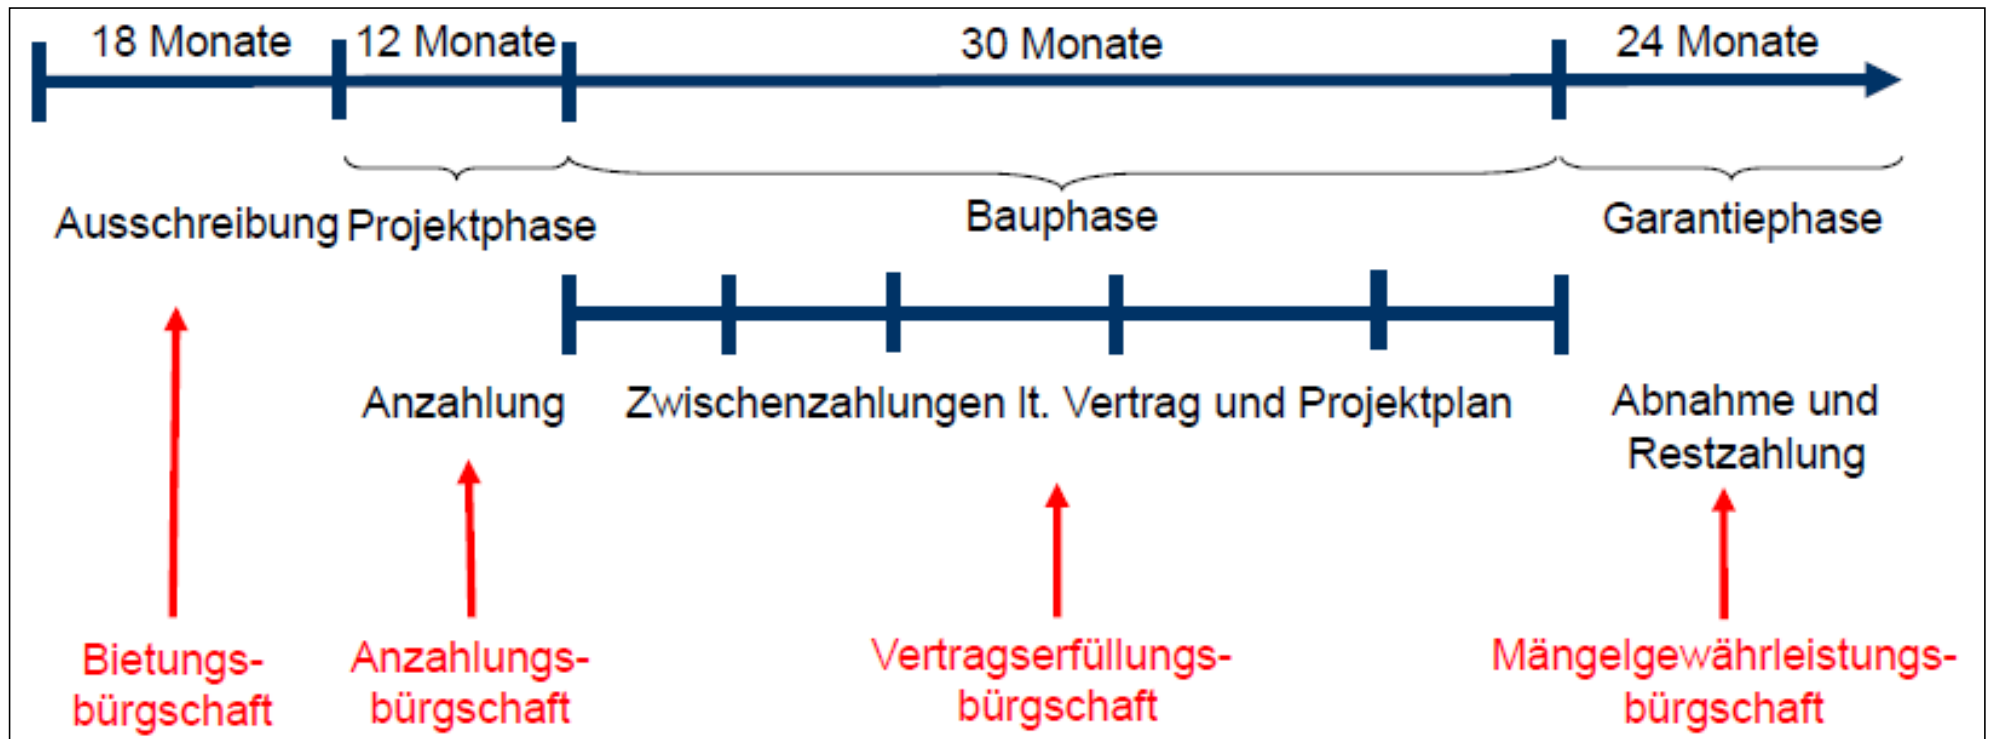 18 Monate 12 Monate 30 Monate 24 Monate
Ausschreibung Projektphase Bauphase Garantiephase
Anzahlung Zwischenzahlungen lt. Vertrag und Projektplan Abnahme und
Restzahlung
Bietungs- Anzahlungs- Vertragserfüllungs- Mängelgewährleistungs-
bürgschaft bürgschaft bürgschaft bürgschaft